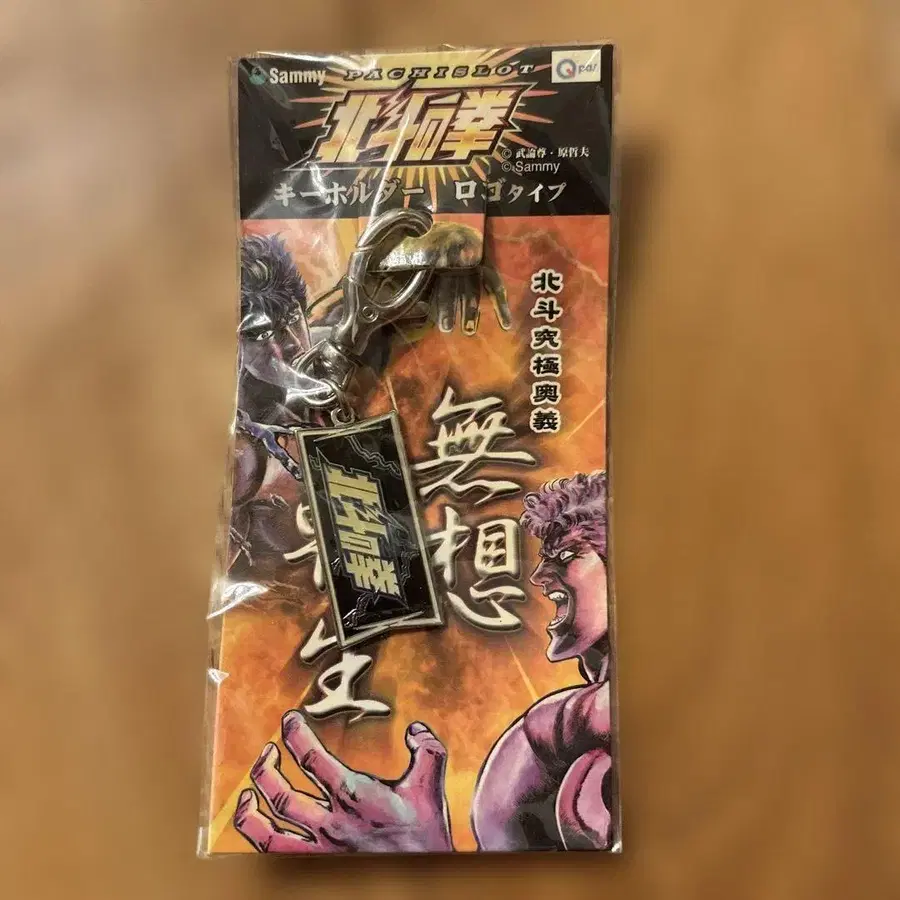 Sammy
PACHISLOT
Qpar
北斗の拳
© 武論尊・原哲夫
© Sammy
キーホルダー ロゴタイプ
北斗究極奥義
無想
生
北斗の拳